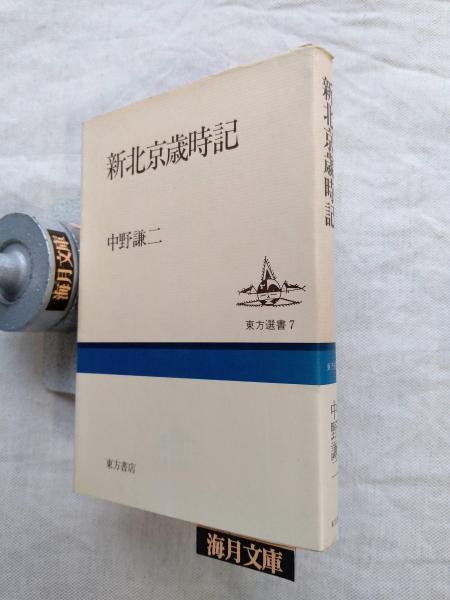 新北京歳時記
中野謙二
東方選書 7
東方書店
新北京歳時記
中野謙二
海月文庫
海月文庫